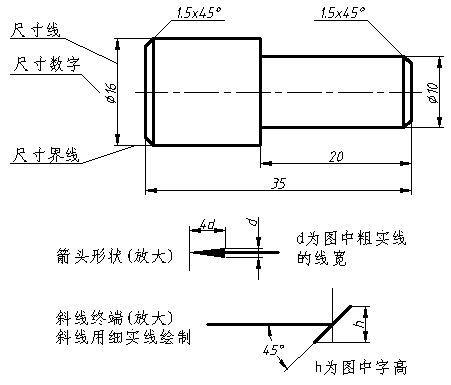 1.5x45° 1.5x45°
尺寸线
尺寸数字
ϕ16
ϕ10
尺寸界线
20
35
4d
d
箭头形状(放大)
d为图中粗实线
的线宽
斜线终端(放大)
斜线用细实线绘制
h
45°
h为图中字高